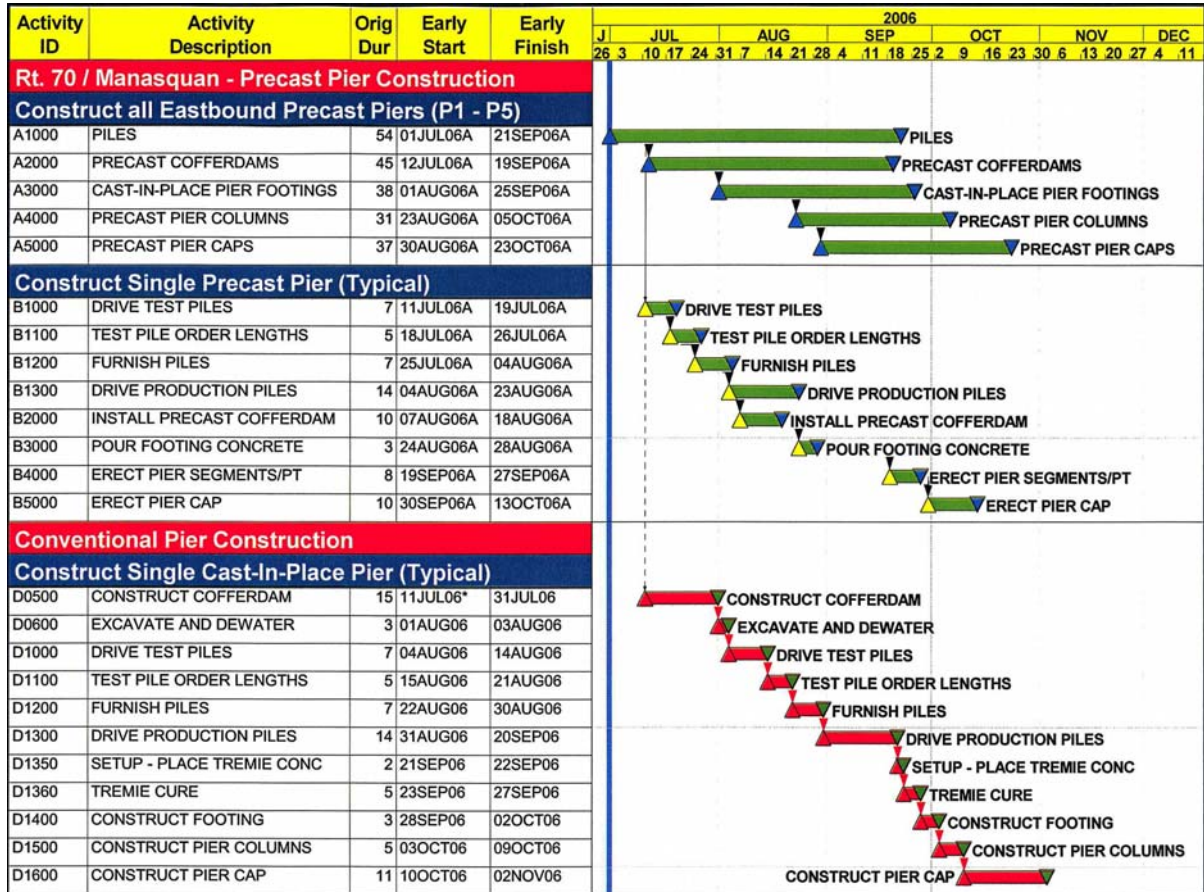 Activity ID Activity Description Orig Dur Early Start Early Finish 2006
J JUL AUG SEP OCT NOV DEC
26 3 10 17 24 31 7 14 21 28 4 11 18 25 2 9 16 23 30 6 13 20 27 4 11
Rt. 70 / Manasquan - Precast Pier Construction
Construct all Eastbound Precast Piers (P1 - P5)
A1000 PILES 54 01JUL06A 21SEP06A PILES
A2000 PRECAST COFFERDAMS 45 12JUL06A 19SEP06A PRECAST COFFERDAMS
A3000 CAST-IN-PLACE PIER FOOTINGS 38 01AUG06A 25SEP06A CAST-IN-PLACE PIER FOOTINGS
A4000 PRECAST PIER COLUMNS 31 23AUG06A 05OCT06A PRECAST PIER COLUMNS
A5000 PRECAST PIER CAPS 37 30AUG06A 23OCT06A PRECAST PIER CAPS
Construct Single Precast Pier (Typical)
B1000 DRIVE TEST PILES 7 11JUL06A 19JUL06A DRIVE TEST PILES
B1100 TEST PILE ORDER LENGTHS 5 18JUL06A 26JUL06A TEST PILE ORDER LENGTHS
B1200 FURNISH PILES 7 25JUL06A 04AUG06A FURNISH PILES
B1300 DRIVE PRODUCTION PILES 14 04AUG06A 23AUG06A DRIVE PRODUCTION PILES
B2000 INSTALL PRECAST COFFERDAM 10 07AUG06A 18AUG06A INSTALL PRECAST COFFERDAM
B3000 POUR FOOTING CONCRETE 3 24AUG06A 28AUG06A POUR FOOTING CONCRETE
B4000 ERECT PIER SEGMENTS/PT 8 19SEP06A 27SEP06A ERECT PIER SEGMENTS/PT
B5000 ERECT PIER CAP 10 30SEP06A 13OCT06A ERECT PIER CAP
Conventional Pier Construction
Construct Single Cast-In-Place Pier (Typical)
D0500 CONSTRUCT COFFERDAM 15 11JUL06* 31JUL06 CONSTRUCT COFFERDAM
D0600 EXCAVATE AND DEWATER 3 01AUG06 03AUG06 EXCAVATE AND DEWATER
D1000 DRIVE TEST PILES 7 04AUG06 14AUG06 DRIVE TEST PILES
D1100 TEST PILE ORDER LENGTHS 5 15AUG06 21AUG06 TEST PILE ORDER LENGTHS
D1200 FURNISH PILES 7 22AUG06 30AUG06 FURNISH PILES
D1300 DRIVE PRODUCTION PILES 14 31AUG06 20SEP06 DRIVE PRODUCTION PILES
D1350 SETUP - PLACE TREMIE CONC 2 21SEP06 22SEP06 SETUP - PLACE TREMIE CONC
D1360 TREMIE CURE 5 23SEP06 27SEP06 TREMIE CURE
D1400 CONSTRUCT FOOTING 3 28SEP06 02OCT06 CONSTRUCT FOOTING
D1500 CONSTRUCT PIER COLUMNS 5 03OCT06 09OCT06 CONSTRUCT PIER COLUMNS
D1600 CONSTRUCT PIER CAP 11 10OCT06 02NOV06 CONSTRUCT PIER CAP